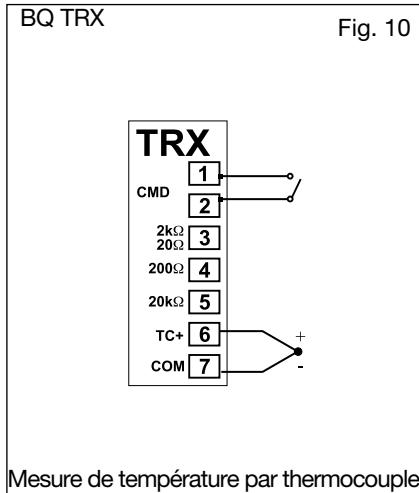 BQ TRX
Fig. 10
TRX
1
CMD
2
2kΩ
20Ω 3
200Ω 4
20kΩ 5
TC+ 6 +
COM 7 -
Mesure de température par thermocouple